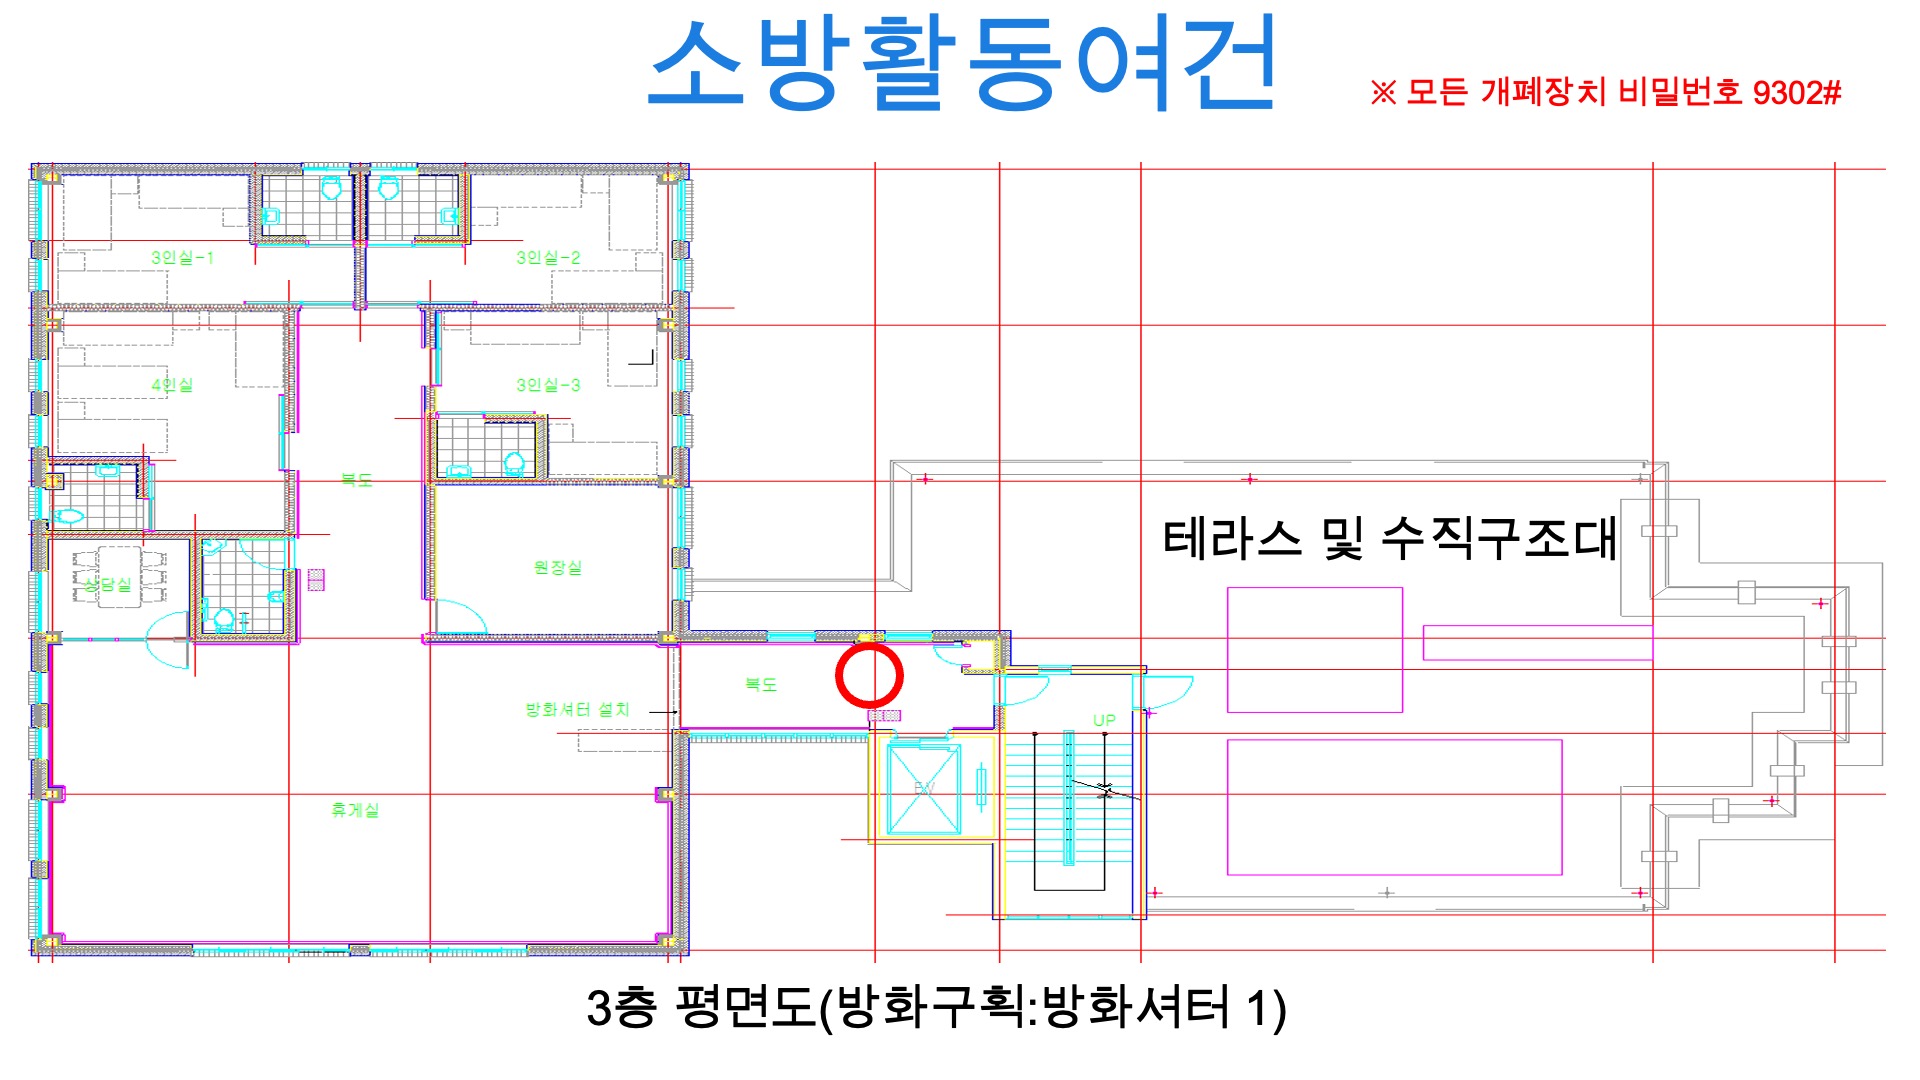 소방활동여건
※ 모든 개폐장치 비밀번호 9302#
3인실-1
3인실-2
4인실
3인실-3
복도
테라스 및 수직구조대
원장실
상담실
복도
방화셔터 설치
UP
휴게실
3층 평면도(방화구획:방화셔터 1)